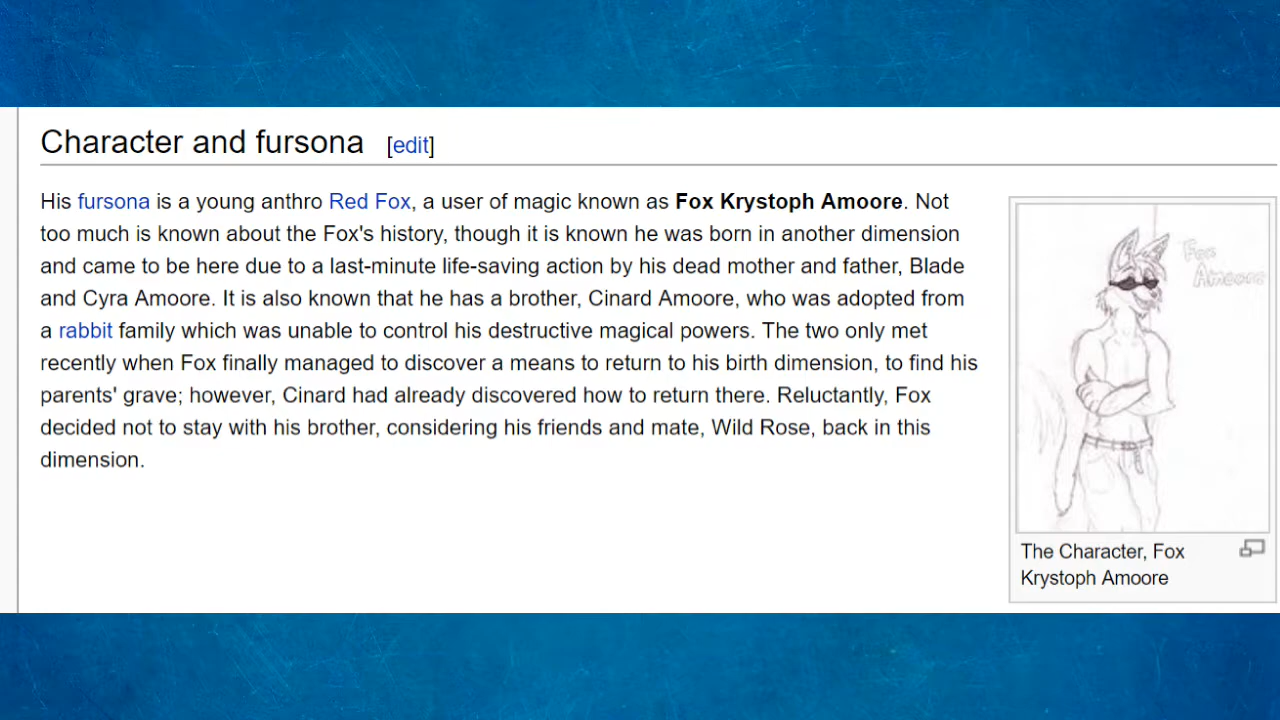 Character and fursona [edit]
His fursona is a young anthro Red Fox, a user of magic known as Fox Krystoph Amoore. Not
too much is known about the Fox's history, though it is known he was born in another dimension
and came to be here due to a last-minute life-saving action by his dead mother and father, Blade
and Cyra Amoore. It is also known that he has a brother, Cinard Amoore, who was adopted from
a rabbit family which was unable to control his destructive magical powers. The two only met
recently when Fox finally managed to discover a means to return to his birth dimension, to find his
parents' grave; however, Cinard had already discovered how to return there. Reluctantly, Fox
decided not to stay with his brother, considering his friends and mate, Wild Rose, back in this
dimension.
Fox
Amoore
The Character, Fox
Krystoph Amoore